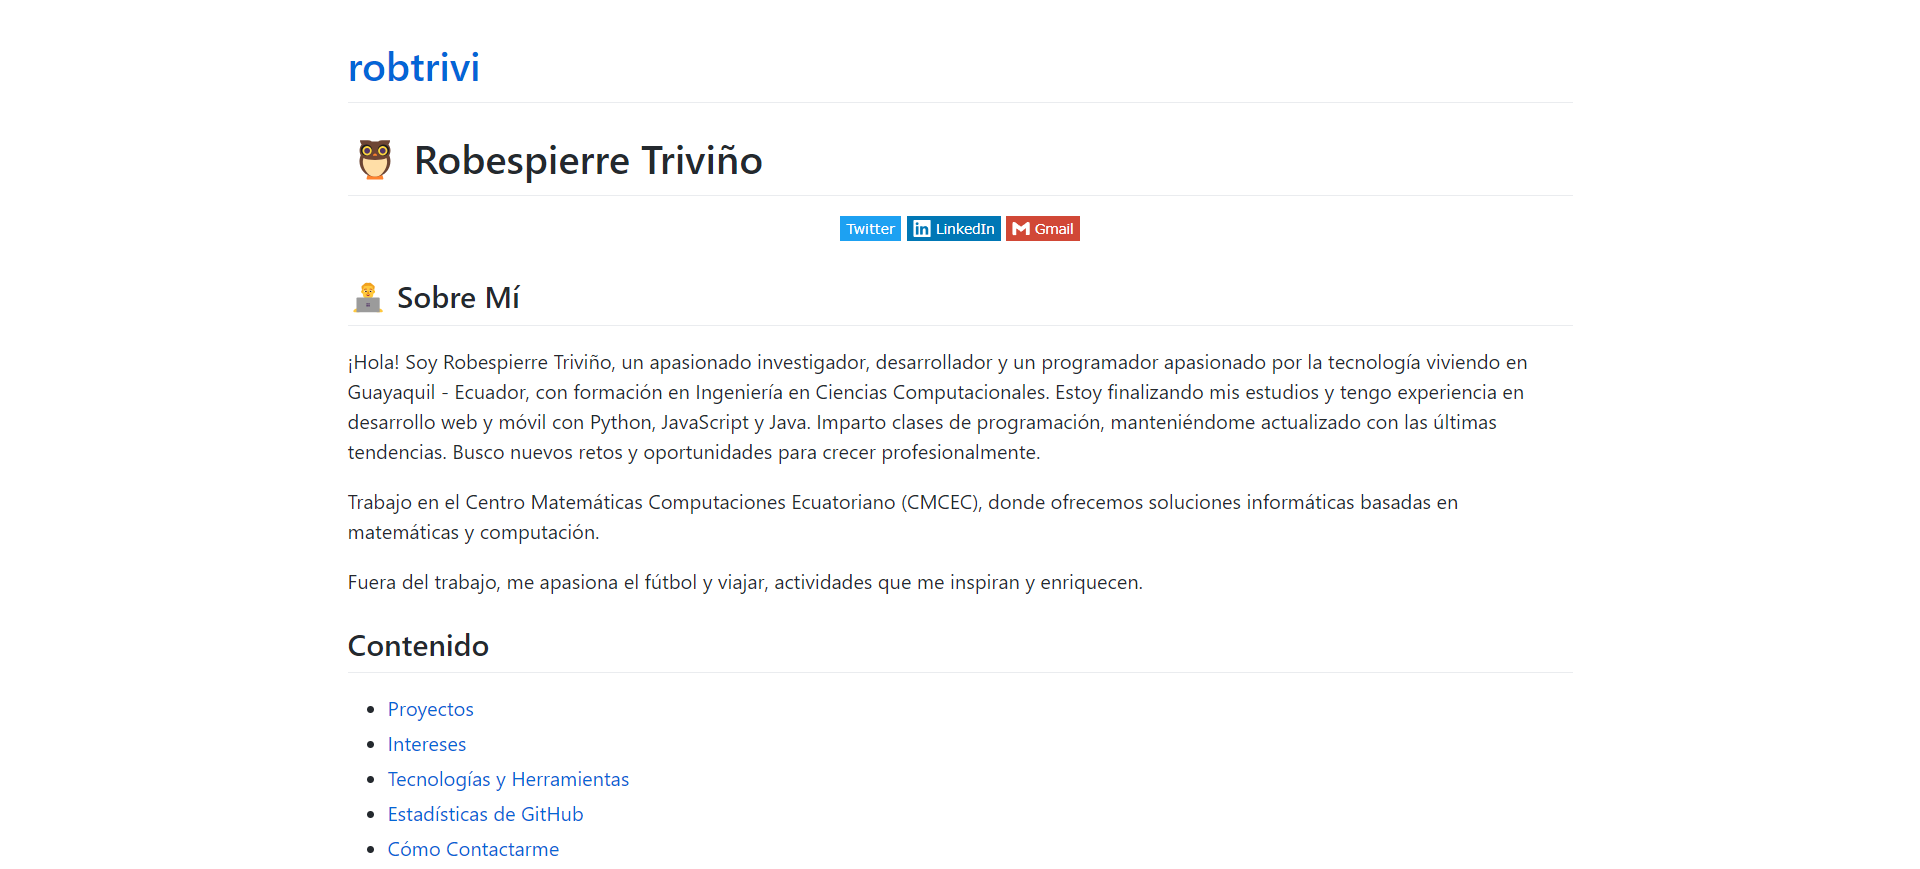 robtrivi
Robespierre Triviño
Twitter LinkedIn Gmail
Sobre Mí
¡Hola! Soy Robespierre Triviño, un apasionado investigador, desarrollador y un programador apasionado por la tecnología viviendo en
Guayaquil - Ecuador, con formación en Ingeniería en Ciencias Computacionales. Estoy finalizando mis estudios y tengo experiencia en
desarrollo web y móvil con Python, JavaScript y Java. Imparto clases de programación, manteniéndome actualizado con las últimas
tendencias. Busco nuevos retos y oportunidades para crecer profesionalmente.
Trabajo en el Centro Matemáticas Computaciones Ecuatoriano (CMCEC), donde ofrecemos soluciones informáticas basadas en
matemáticas y computación.
Fuera del trabajo, me apasiona el fútbol y viajar, actividades que me inspiran y enriquecen.
Contenido
Proyectos
Intereses
Tecnologías y Herramientas
Estadísticas de GitHub
Cómo Contactarme